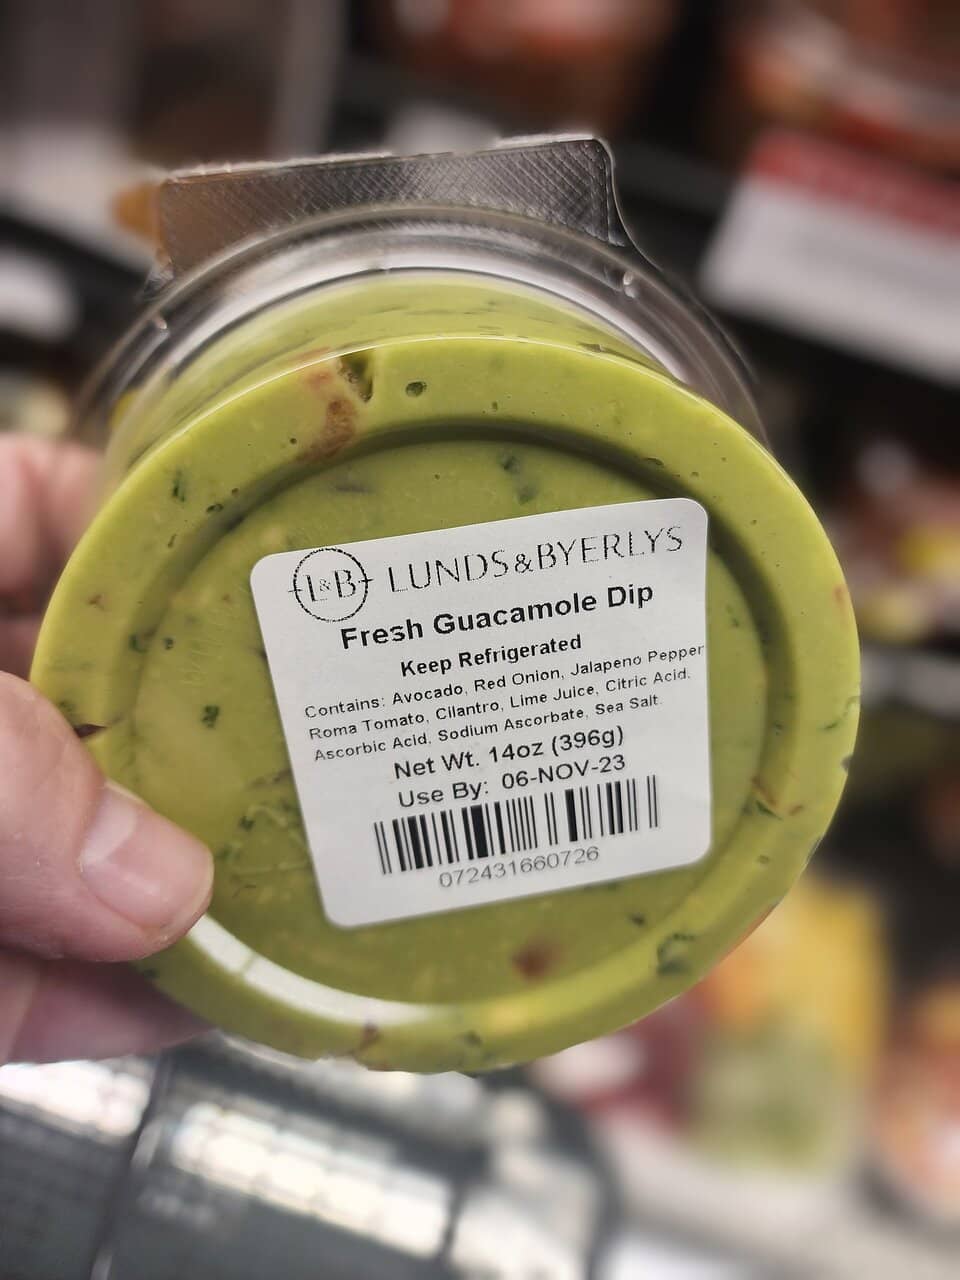 L&B LUNDS&BYERLYS
Fresh Guacamole Dip
Keep Refrigerated
Contains: Avocado, Red Onion, Jalapeno Pepper
Roma Tomato, Cilantro, Lime Juice, Citric Acid.
Ascorbic Acid, Sodium Ascorbate, Sea Salt.
Net Wt. 14oz (396g)
Use By: 06-NOV-23
072431660726